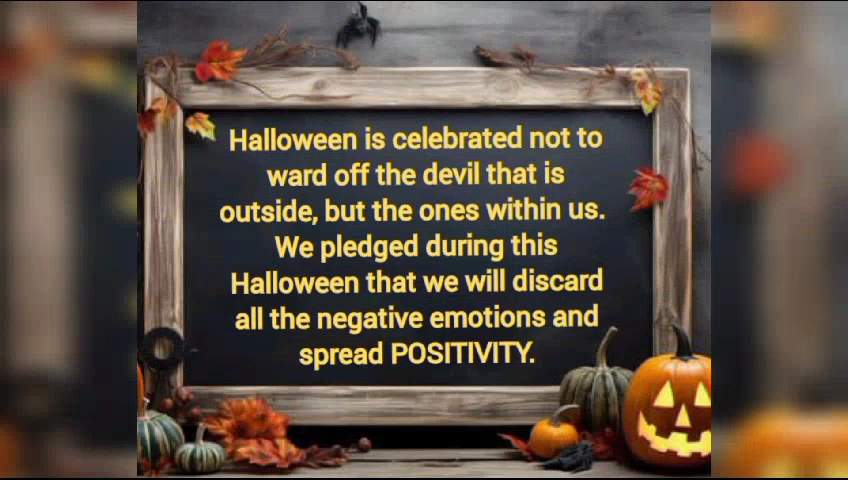 Halloween is celebrated not to
ward off the devil that is
outside, but the ones within us.
We pledged during this
Halloween that we will discard
all the negative emotions and
spread POSITIVITY.